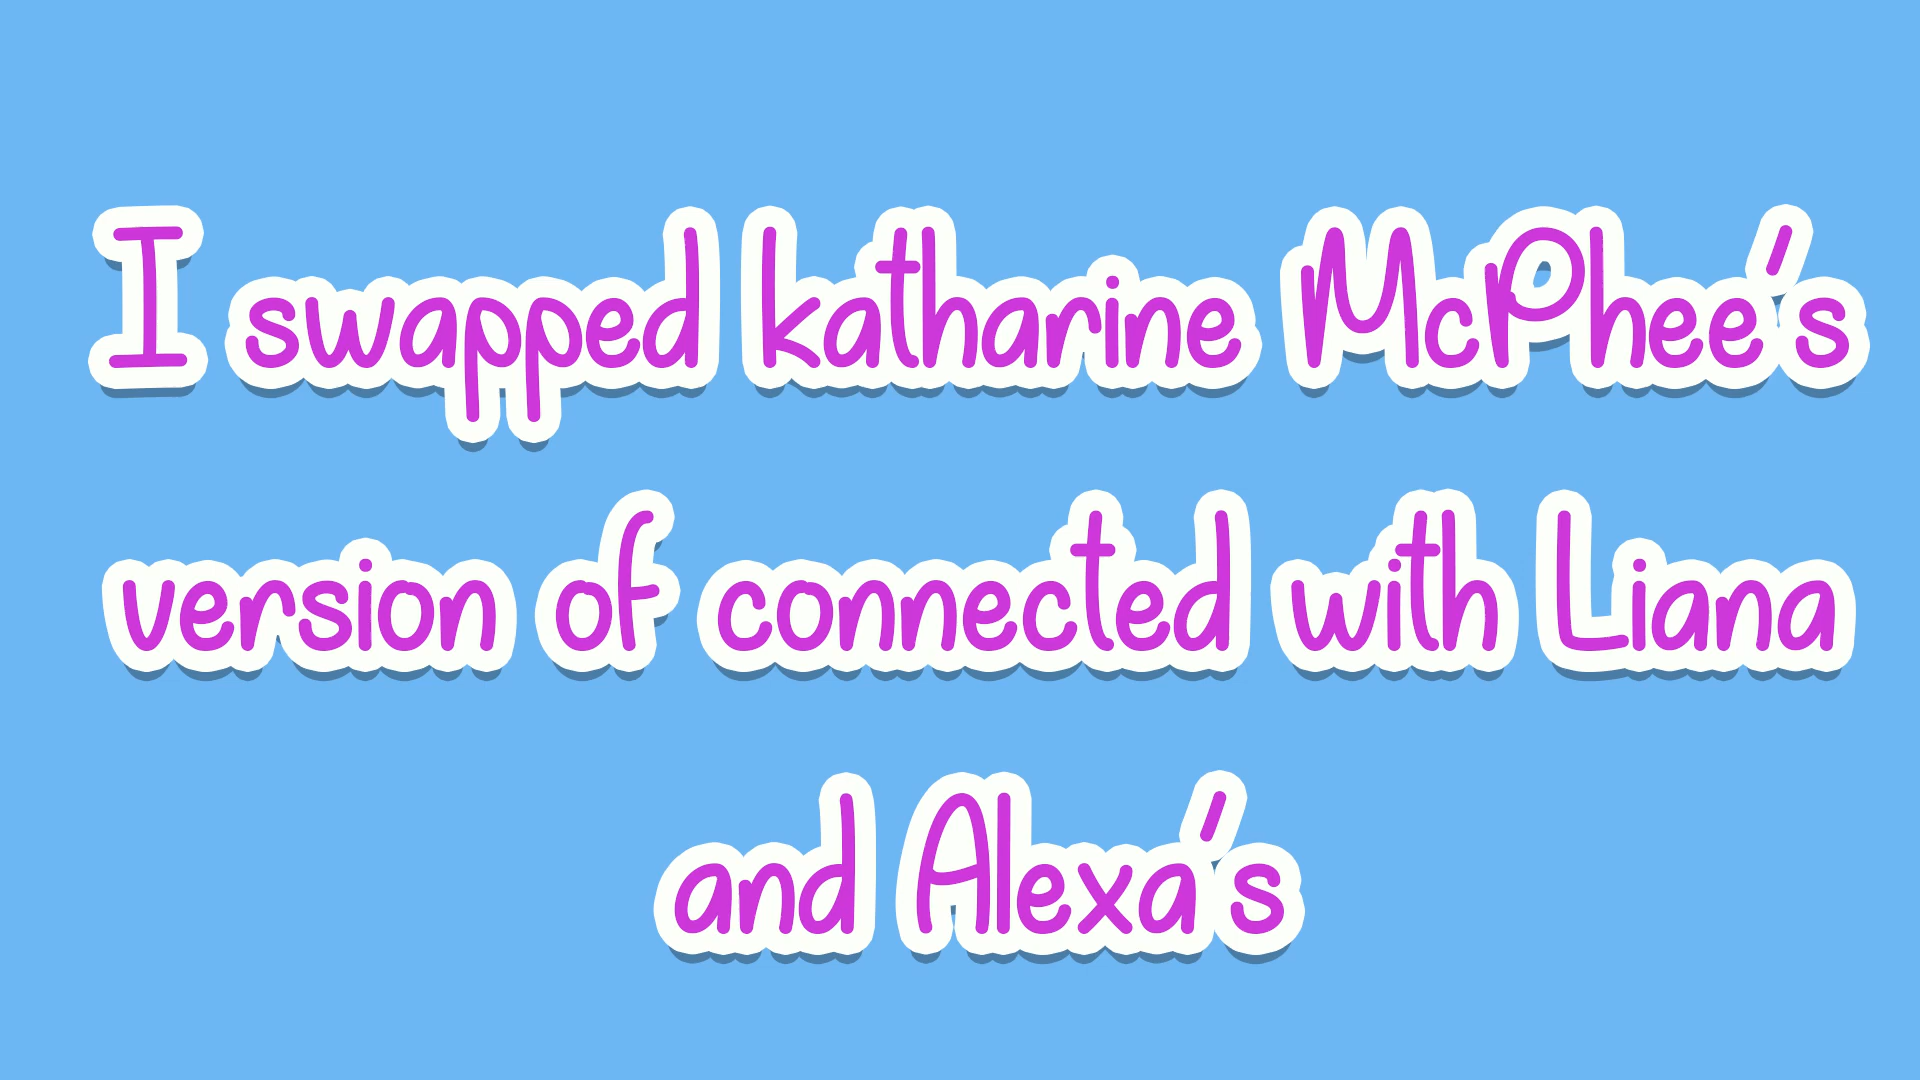 I swapped katharine McPhee's
version of connected with Liana
and Alexa's